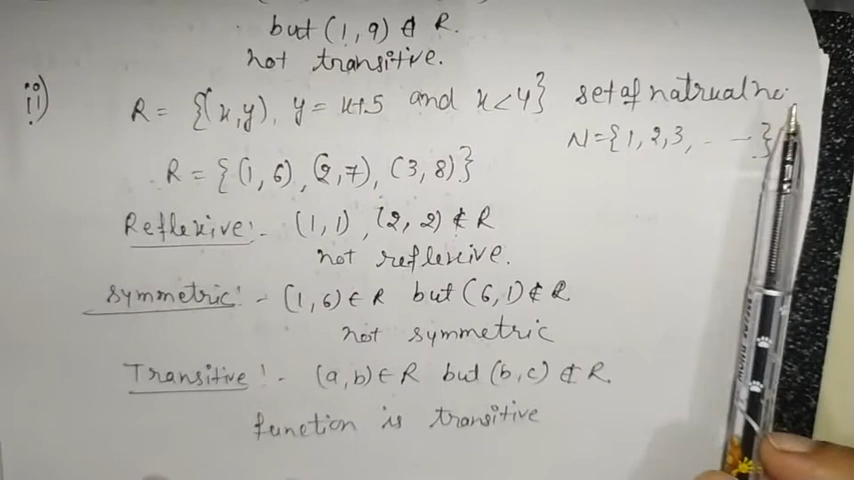 but (1, 9) ∉ R.
not transitive.
ii)
R = {(x,y), y = x+5 and x<4} set of natrual no.
N={1,2,3, - - -}
R = {(1,6), (2,7), (3,8)}
Reflexive:- (1,1), (2,2) ∉ R
not reflexive.
symmetric:- (1,6) ∈ R but (6,1) ∉ R
not symmetric
Transitive:- (a,b) ∈ R but (b,c) ∉ R.
function is transitive